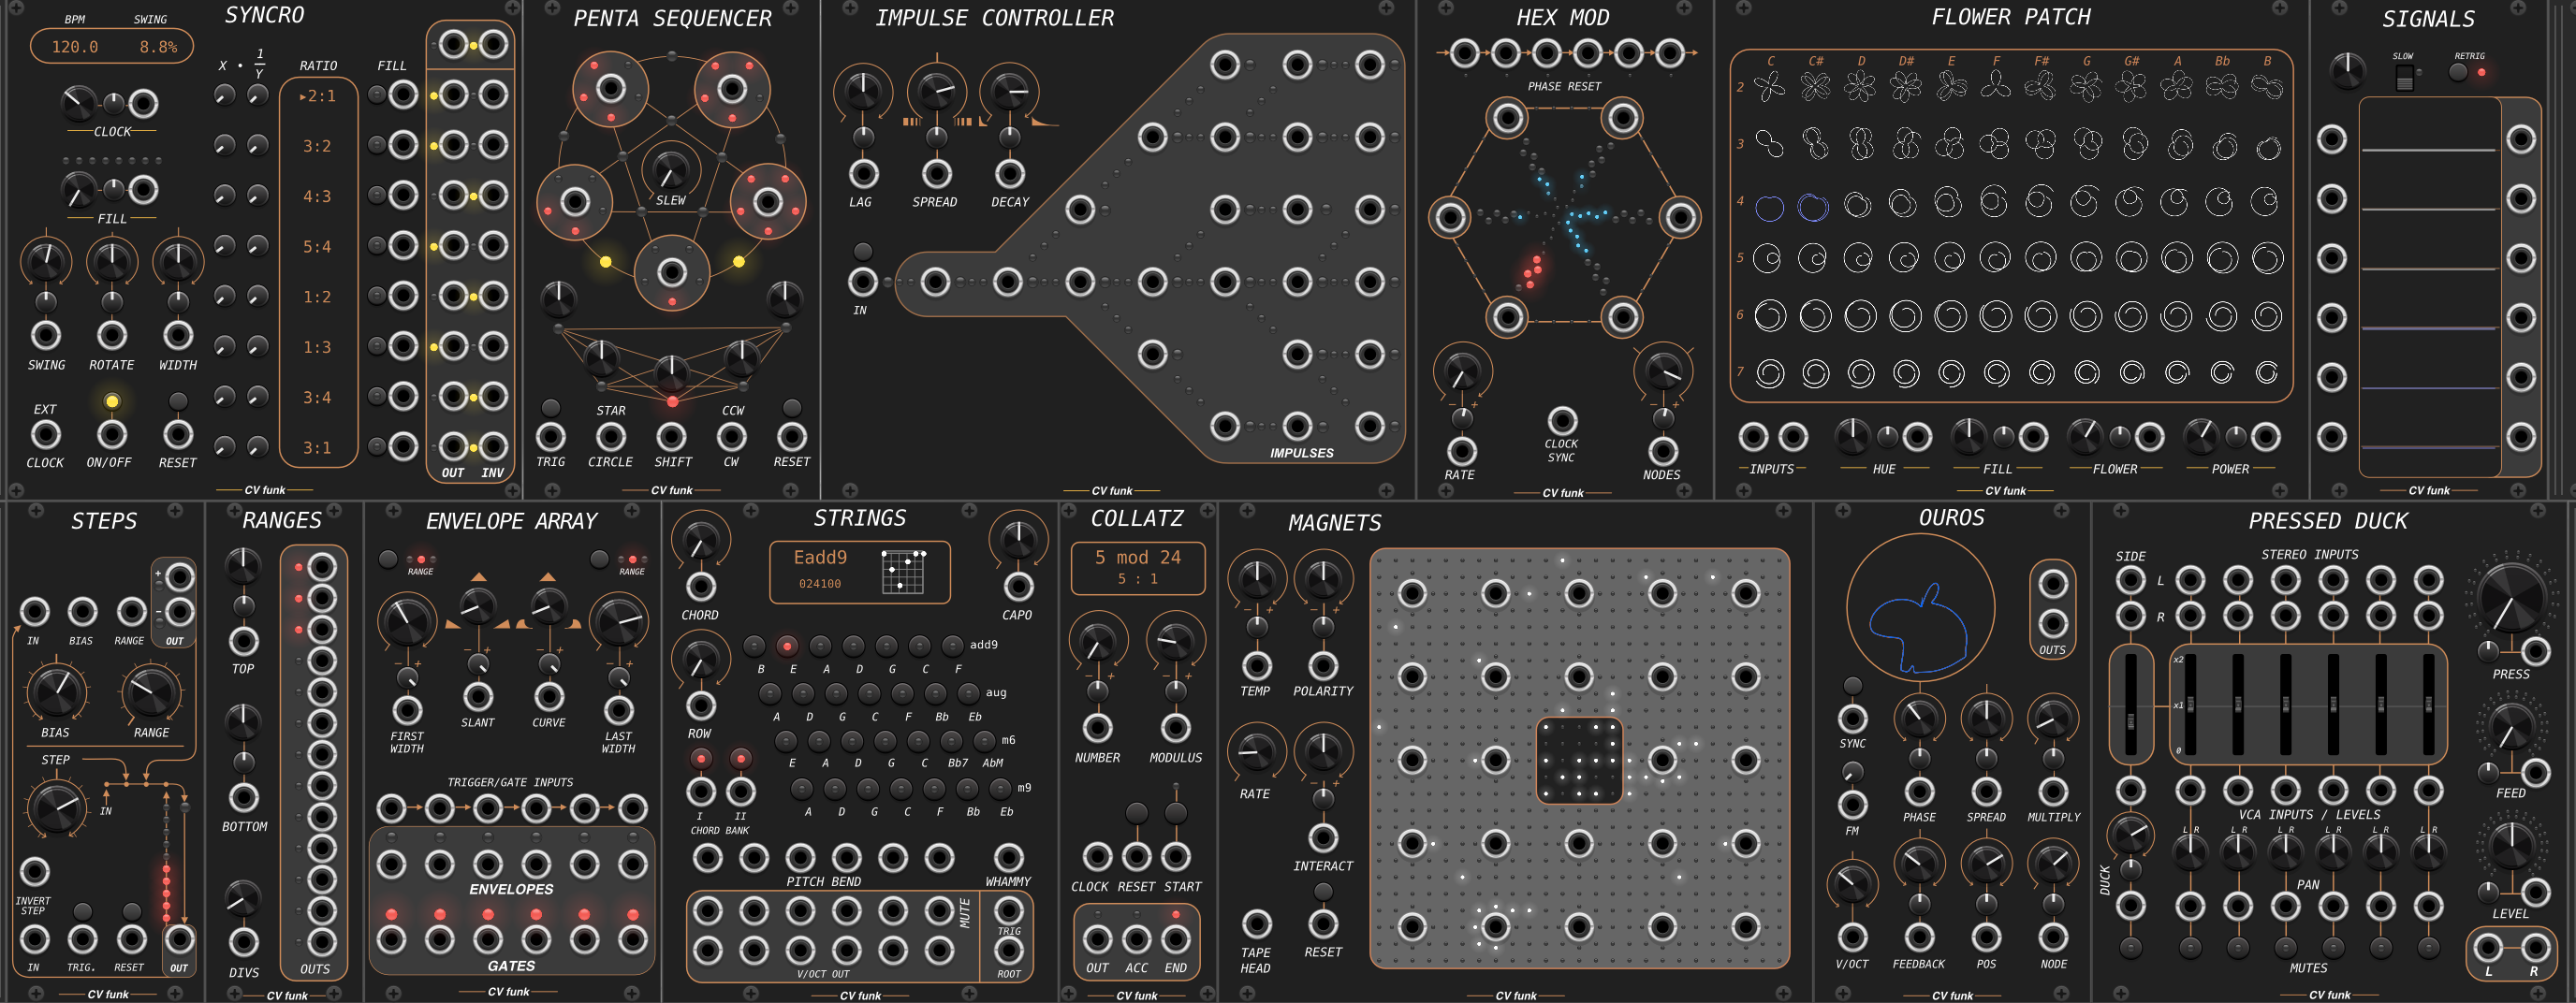 SYNCRO
BPM SWING
120.0 8.8%
X • 1/Y RATIO FILL
▸2:1
3:2
4:3
5:4
1:2
1:3
3:4
3:1
CLOCK
FILL
SWING ROTATE WIDTH
EXT
CLOCK ON/OFF RESET
OUT INV
CV funk
PENTA SEQUENCER
SLEW
STAR CCW
TRIG CIRCLE SHIFT CW RESET
CV funk
IMPULSE CONTROLLER
LAG SPREAD DECAY
IN
IMPULSES
CV funk
HEX MOD
PHASE RESET
− + − +
RATE CLOCK SYNC NODES
CV funk
FLOWER PATCH
C C# D D# E F F# G G# A Bb B
2
3
4
5
6
7
INPUTS HUE FILL FLOWER POWER
CV funk
SIGNALS
SLOW RETRIG
CV funk
STEPS
+
−
IN BIAS RANGE OUT
BIAS RANGE
STEP
IN
INVERT
STEP
IN TRIG. RESET OUT
CV funk
RANGES
TOP
BOTTOM
DIVS OUTS
CV funk
ENVELOPE ARRAY
RANGE RANGE
− + − + − + − +
SLANT CURVE
FIRST WIDTH LAST WIDTH
TRIGGER/GATE INPUTS
ENVELOPES
GATES
CV funk
STRINGS
Eadd9
024100
CHORD CAPO
add9
B E A D G C F
aug
A D G C F Bb Eb
ROW
m6
E A D G C Bb7 AbM
m9
A D G C F Bb Eb
I II
CHORD BANK
PITCH BEND WHAMMY
MUTE
TRIG
V/OCT OUT ROOT
CV funk
COLLATZ
5 mod 24
5 : 1
− + − +
NUMBER MODULUS
CLOCK RESET START
OUT ACC END
CV funk
MAGNETS
− + − +
TEMP POLARITY
RATE
INTERACT
TAPE
HEAD
RESET
CV funk
OUROS
OUTS
SYNC
FM
PHASE SPREAD MULTIPLY
V/OCT FEEDBACK POS NODE
CV funk
PRESSED DUCK
SIDE STEREO INPUTS
L
R
x2
x1
0
PRESS
FEED
VCA INPUTS / LEVELS
L R L R L R L R L R L R
DUCK
PAN
LEVEL
MUTES
L R
CV funk